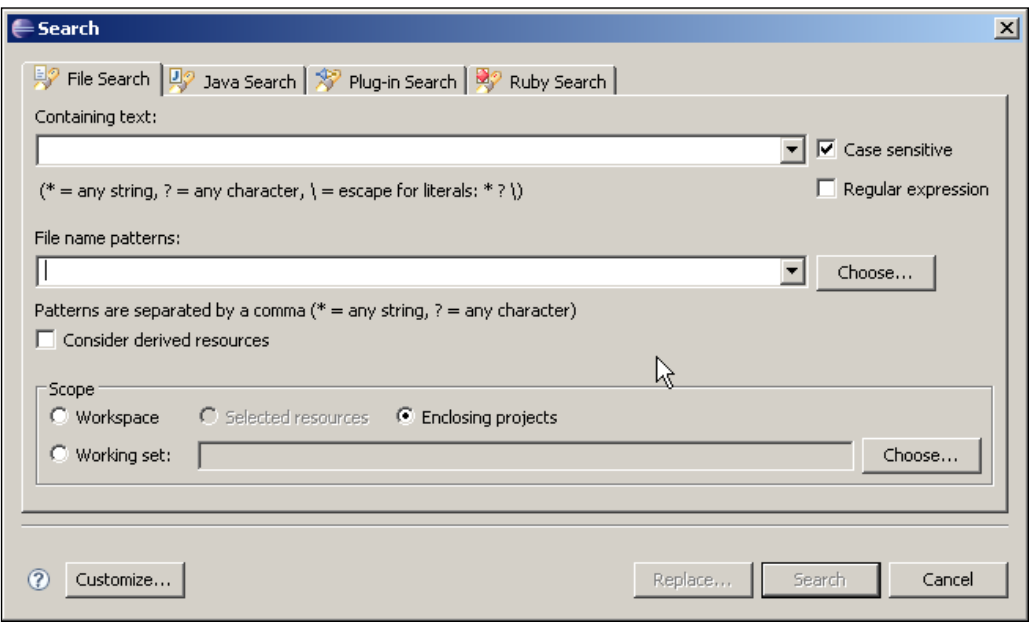 Search
File Search Java Search Plug-in Search Ruby Search
Containing text:
Case sensitive
(* = any string, ? = any character, \ = escape for literals: * ? \)
Regular expression
File name patterns:
Choose...
Patterns are separated by a comma (* = any string, ? = any character)
Consider derived resources
Scope
Workspace Selected resources Enclosing projects
Working set: Choose...
? Customize... Replace... Search Cancel